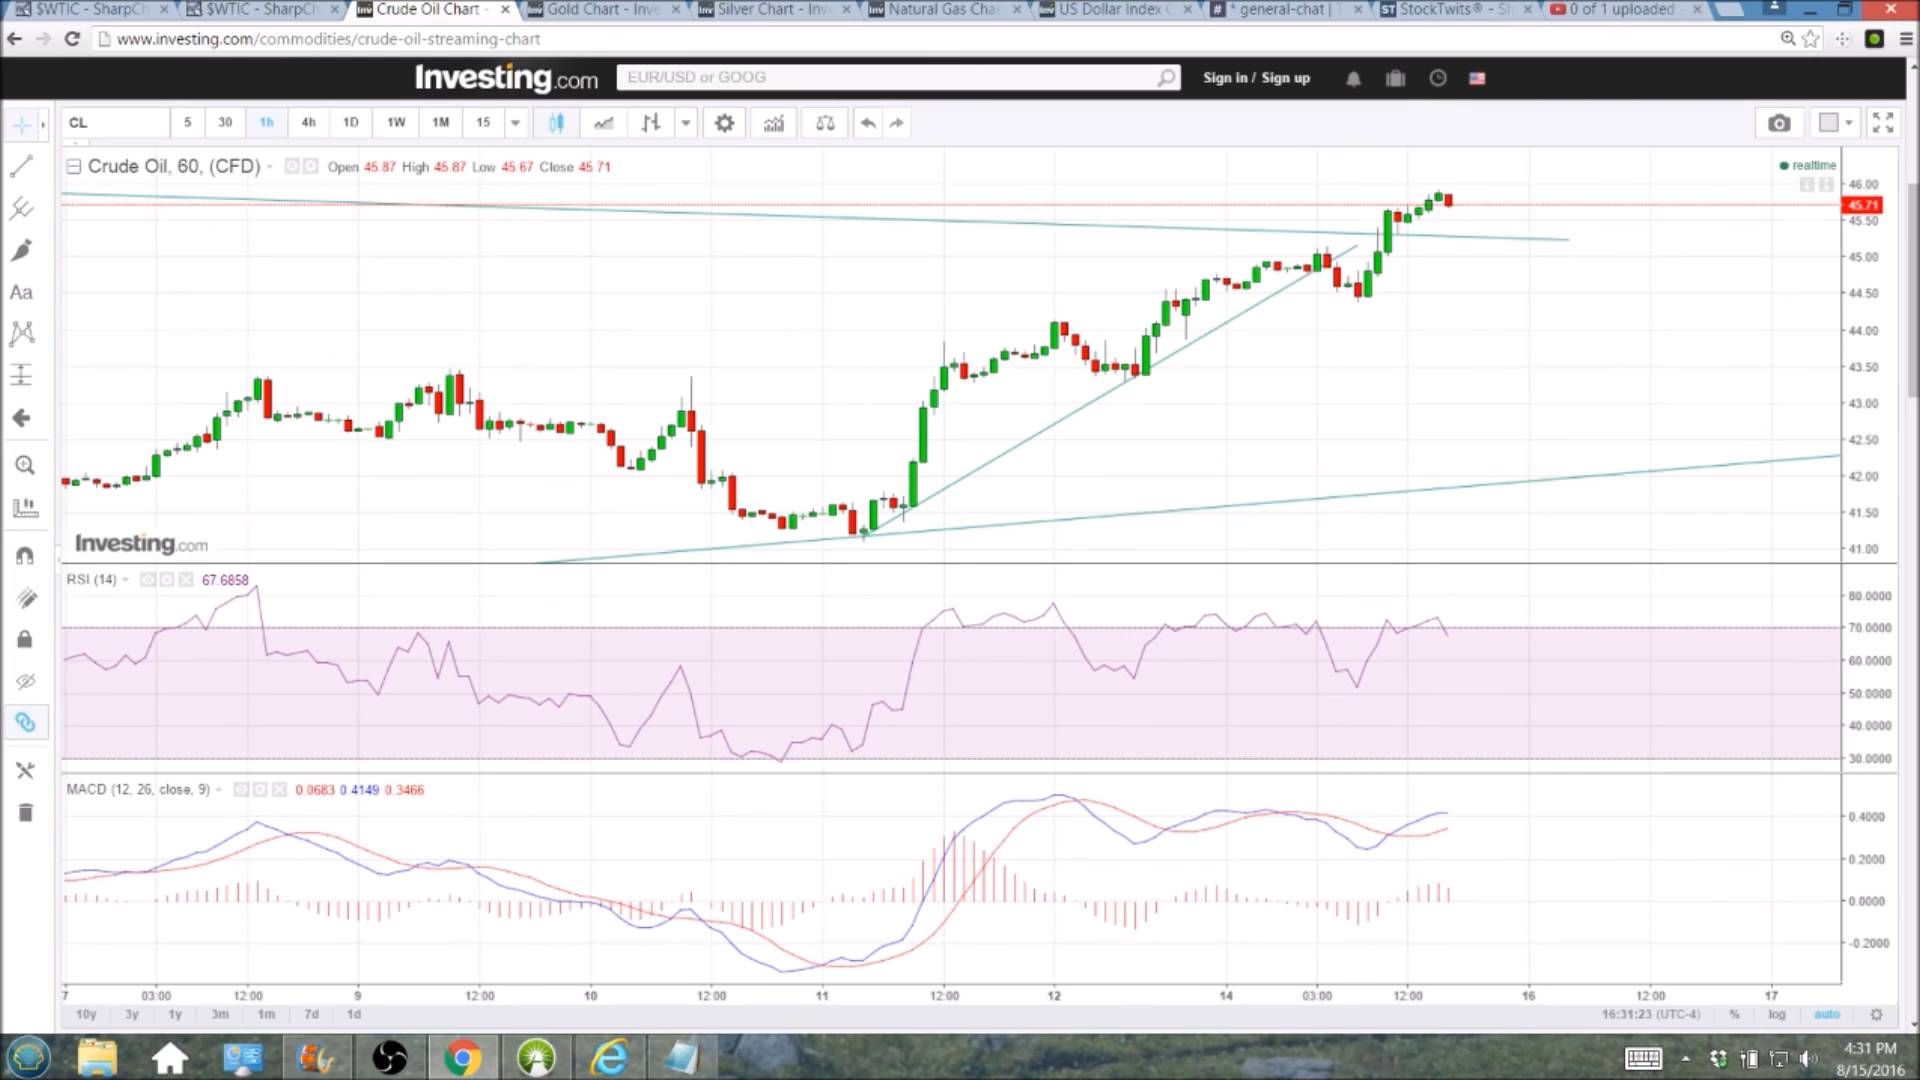 $WTIC - SharpCh
$WTIC - SharpCh
Crude Oil Chart -
Gold Chart - Inve
Silver Chart - Inve
Natural Gas Char
US Dollar Index C
* general-chat | T
StockTwits® - Sh
0 of 1 uploaded -
www.investing.com/commodities/crude-oil-streaming-chart
Investing.com
EUR/USD or GOOG
Sign in / Sign up
CL 5 30 1h 4h 1D 1W 1M 15
Crude Oil, 60, (CFD) Open 45.87 High 45.87 Low 45.67 Close 45.71
realtime
46.00
45.71
45.50
45.00
44.50
44.00
43.50
43.00
42.50
42.00
41.50
41.00
Aa
Investing.com
RSI (14) 67.6858
80.0000
70.0000
60.0000
50.0000
40.0000
30.0000
MACD (12, 26, close, 9) 0.0683 0.4149 0.3466
0.4000
0.2000
0.0000
-0.2000
7 03:00 12:00 9 12:00 10 12:00 11 12:00 12 14 03:00 12:00 16 12:00 17
10y 3y 1y 3m 1m 7d 1d 16:31:23 (UTC-4) % log auto
4:31 PM
8/15/2016